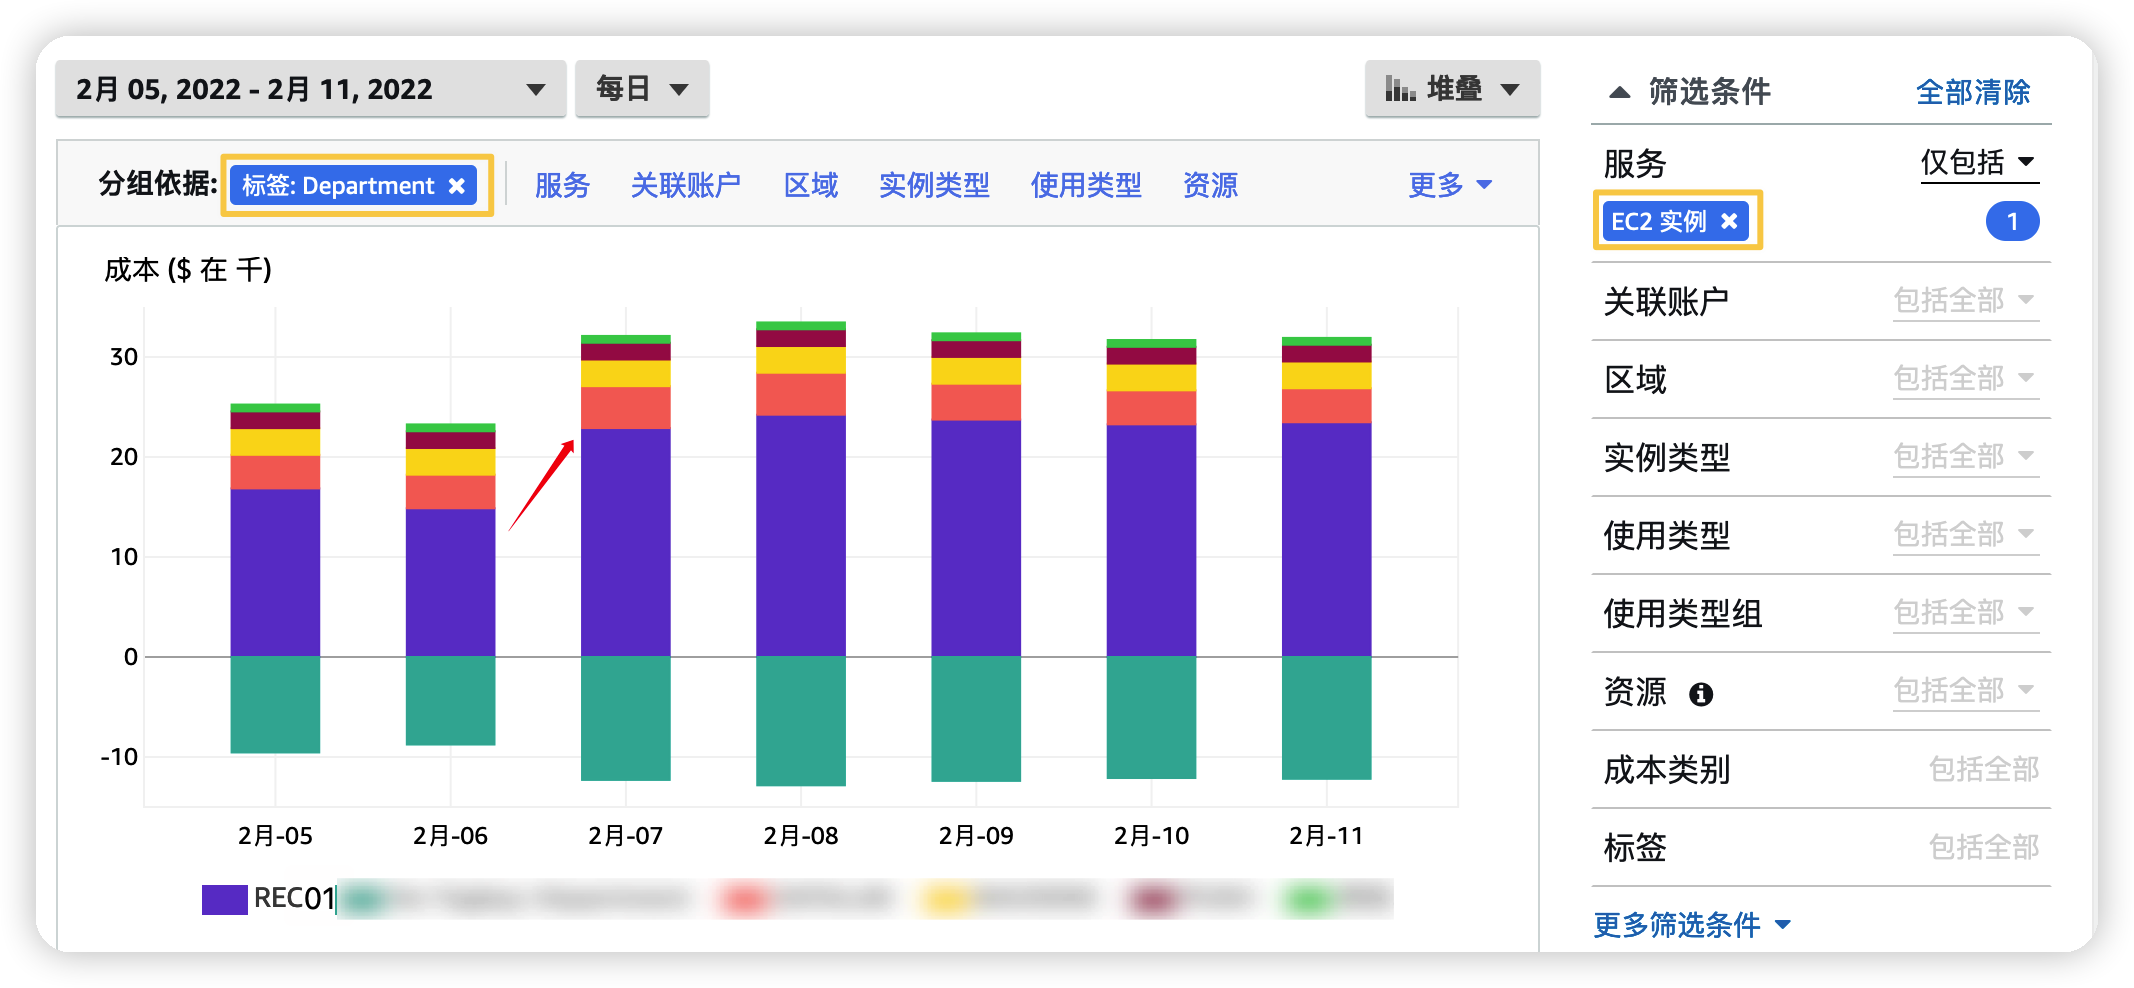 2月 05, 2022 - 2月 11, 2022
每日
堆叠
分组依据:
标签: Department
服务
关联账户
区域
实例类型
使用类型
资源
更多
成本 ($ 在 千)
30
20
10
0
-10
2月-05
2月-06
2月-07
2月-08
2月-09
2月-10
2月-11
REC01
筛选条件
全部清除
服务
仅包括
EC2 实例
1
关联账户
包括全部
区域
包括全部
实例类型
包括全部
使用类型
包括全部
使用类型组
包括全部
资源
包括全部
成本类别
包括全部
标签
包括全部
更多筛选条件